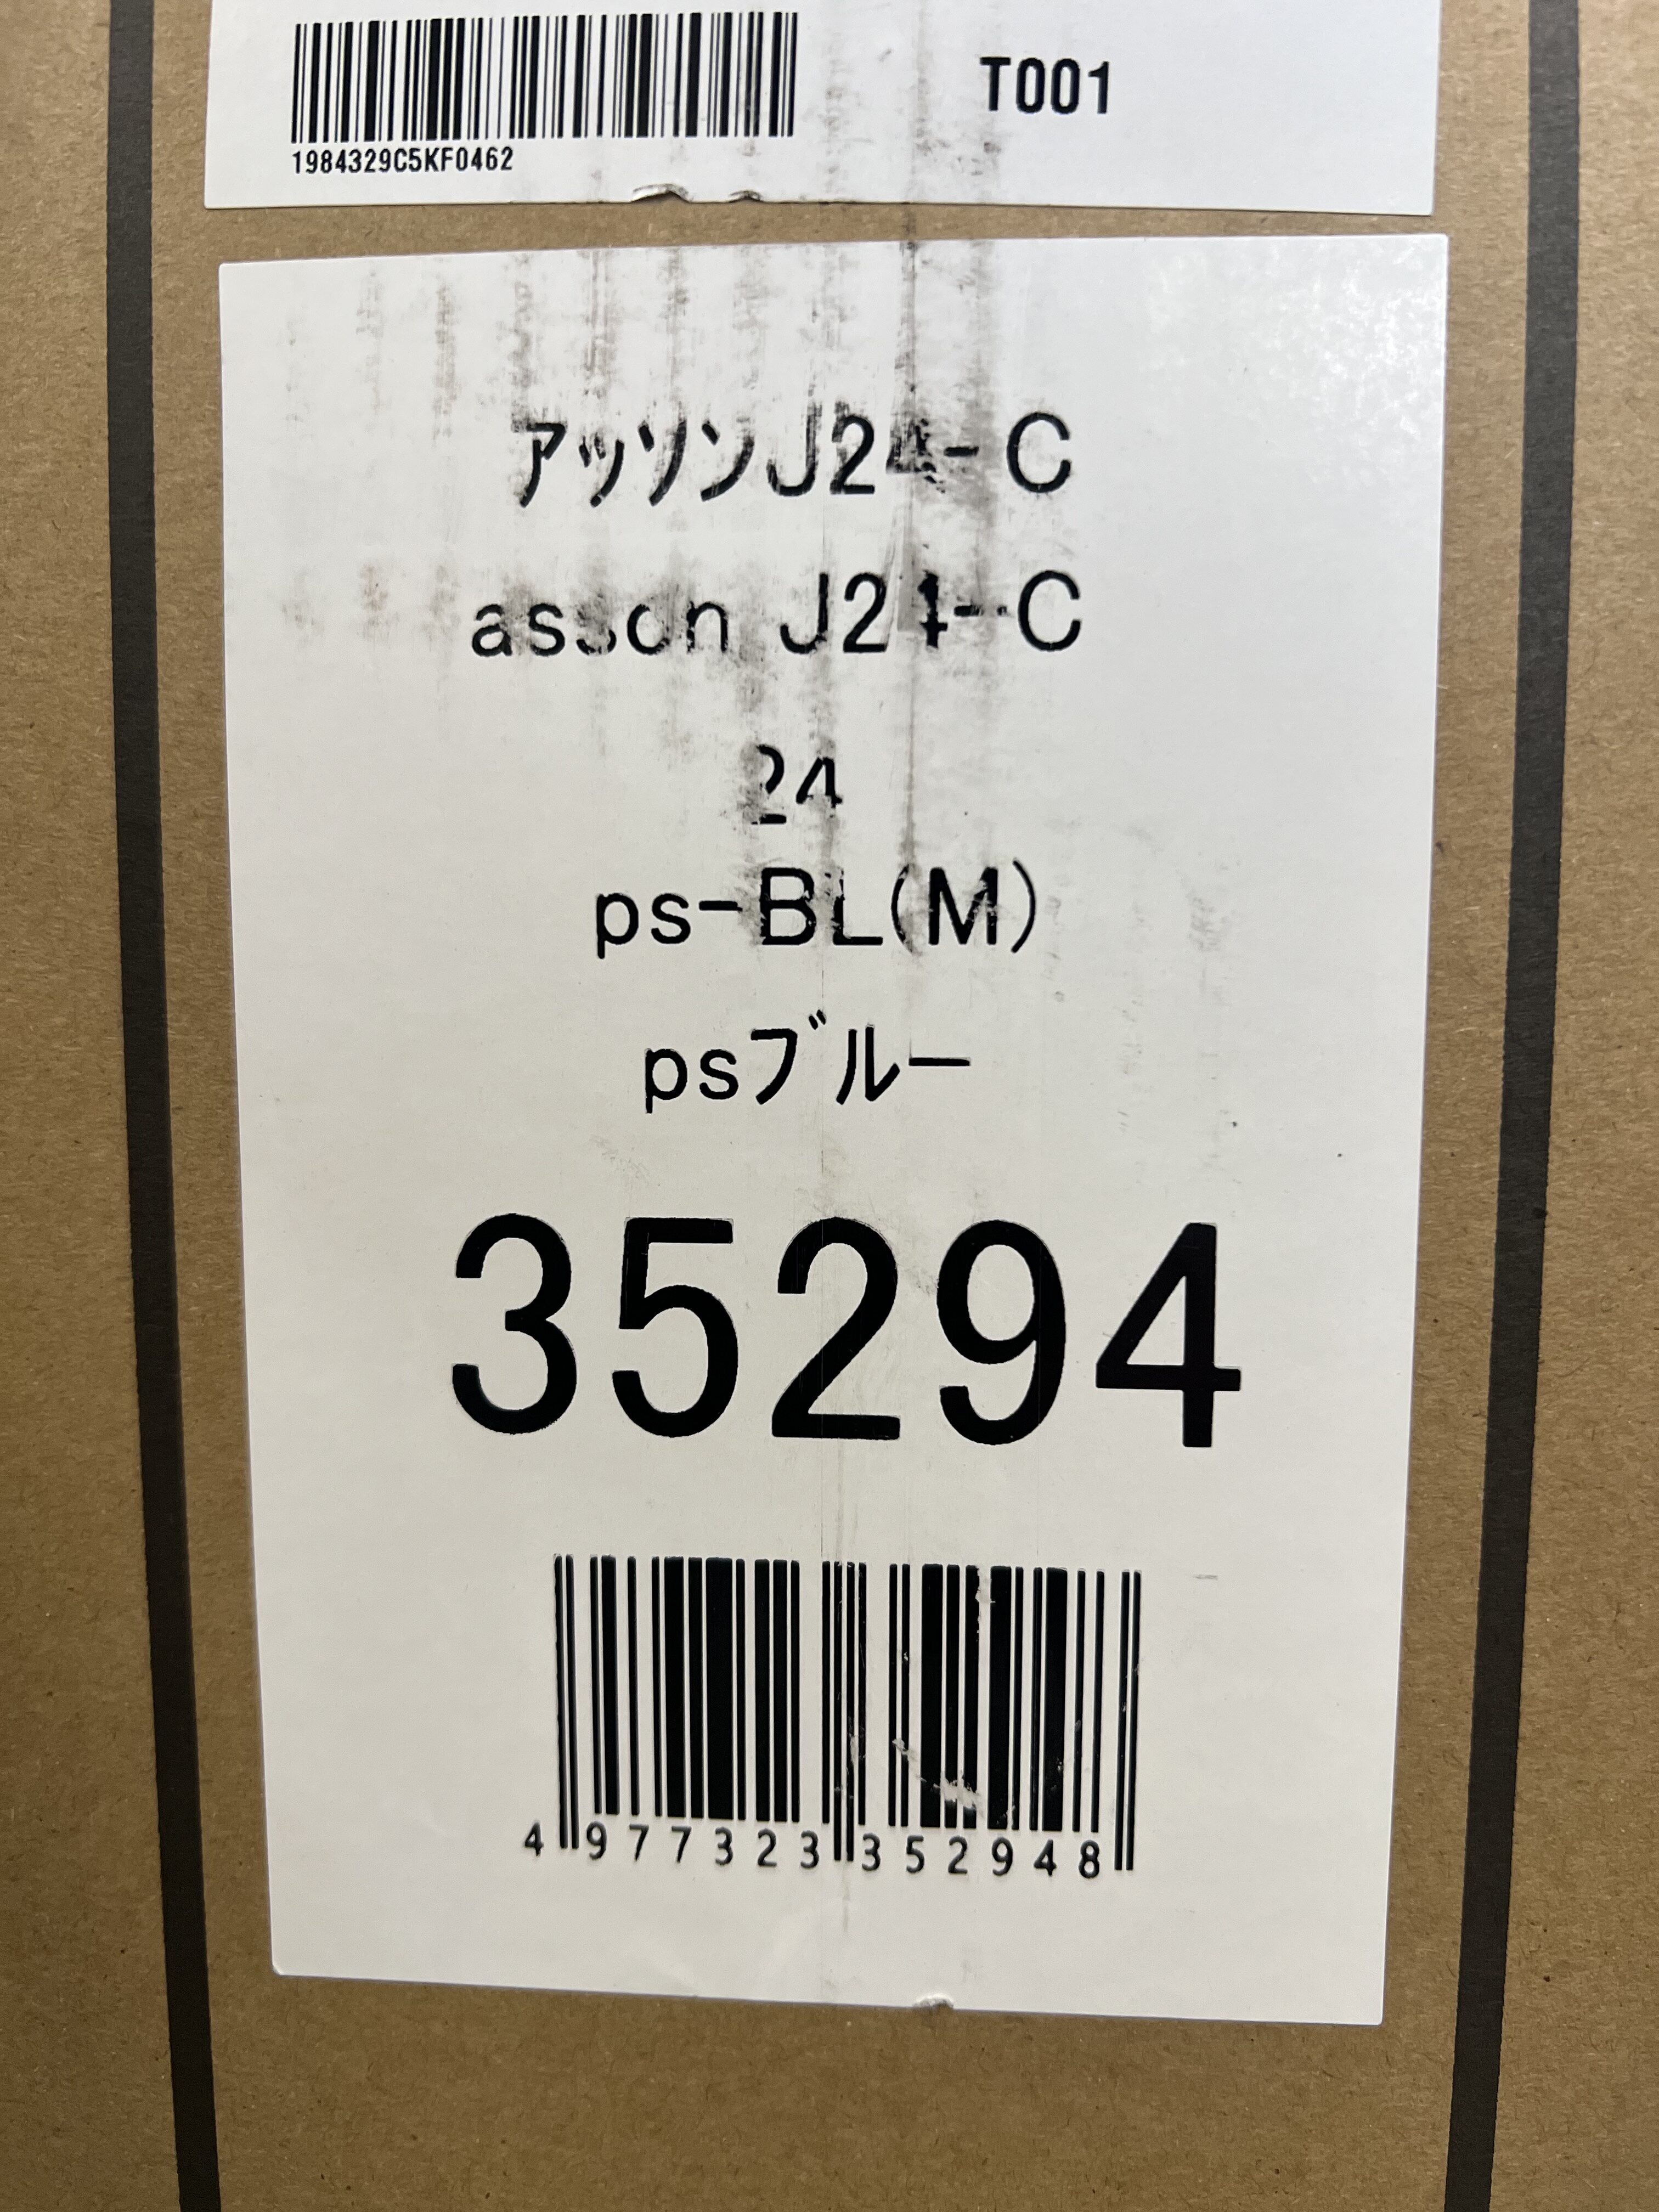 T001
1984329C5KF0462
アッソンJ24-C
asson J24-C
24
ps-BL(M)
psブルー
35294
4 977323 352948